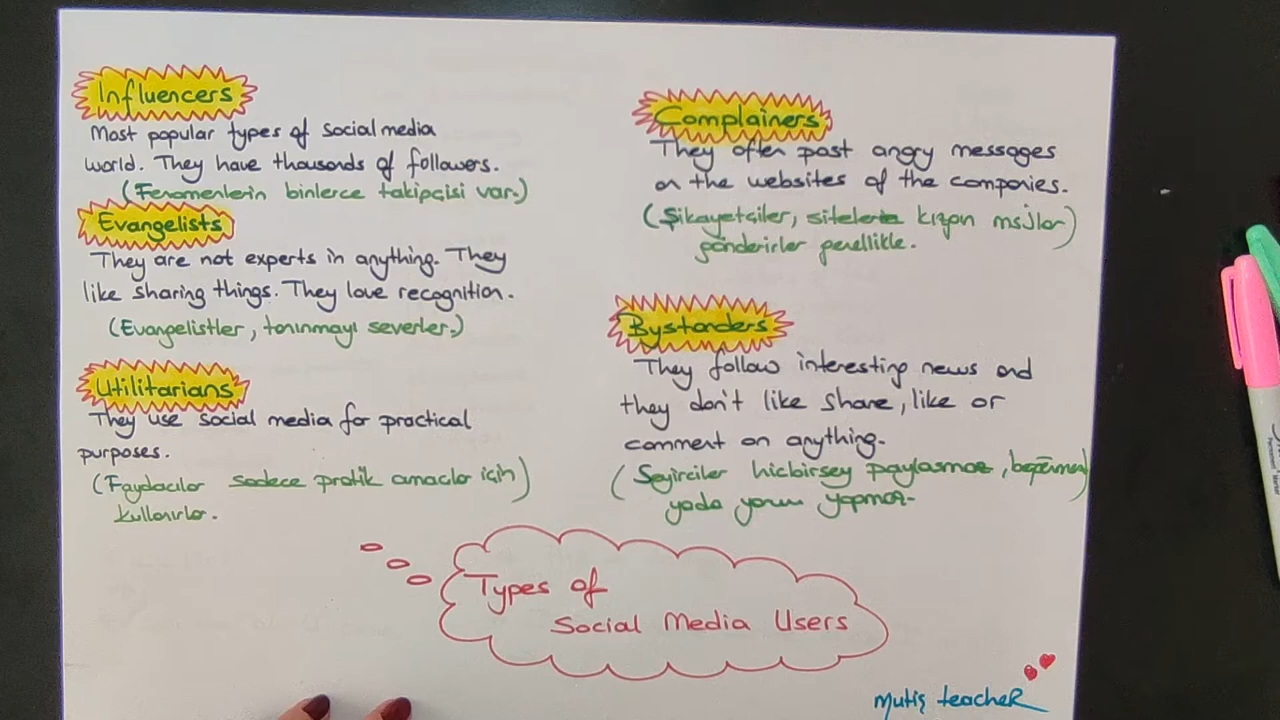 Influencers
Most popular types of social media
world. They have thousands of followers.
(Fenomenlerin binlerce takipçisi var.)
Evangelists
They are not experts in anything. They
like sharing things. They love recognition.
(Evangelistler, tanınmayı severler.)
Utilitarians
They use social media for practical
purposes.
(Faydacılar sadece pratik amaçlar için)
kullanırlar.
Complainers
They often post angry messages
on the websites of the companies.
(Şikayetçiler, sitelere kızgın msjlar)
gönderirler genellikle.
Bystanders
They follow interesting news and
they don't like share, like or
comment on anything.
(Seyirciler hiçbirşey paylaşmaz, beğenmez)
yada yorum yapmaz.
Types of
Social Media Users
Mutiş teacher